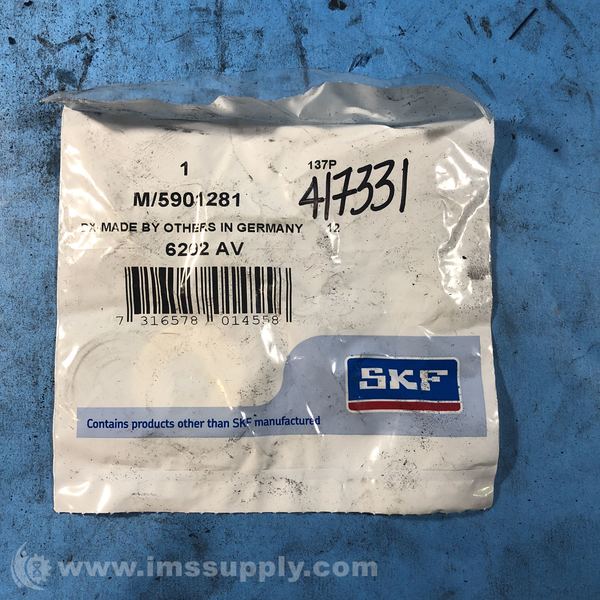 1
137P
M/5901281
417331
PX MADE BY OTHERS IN GERMANY
12
6202 AV
7 316578 014558
SKF
Contains products other than SKF manufactured
www.imssupply.com